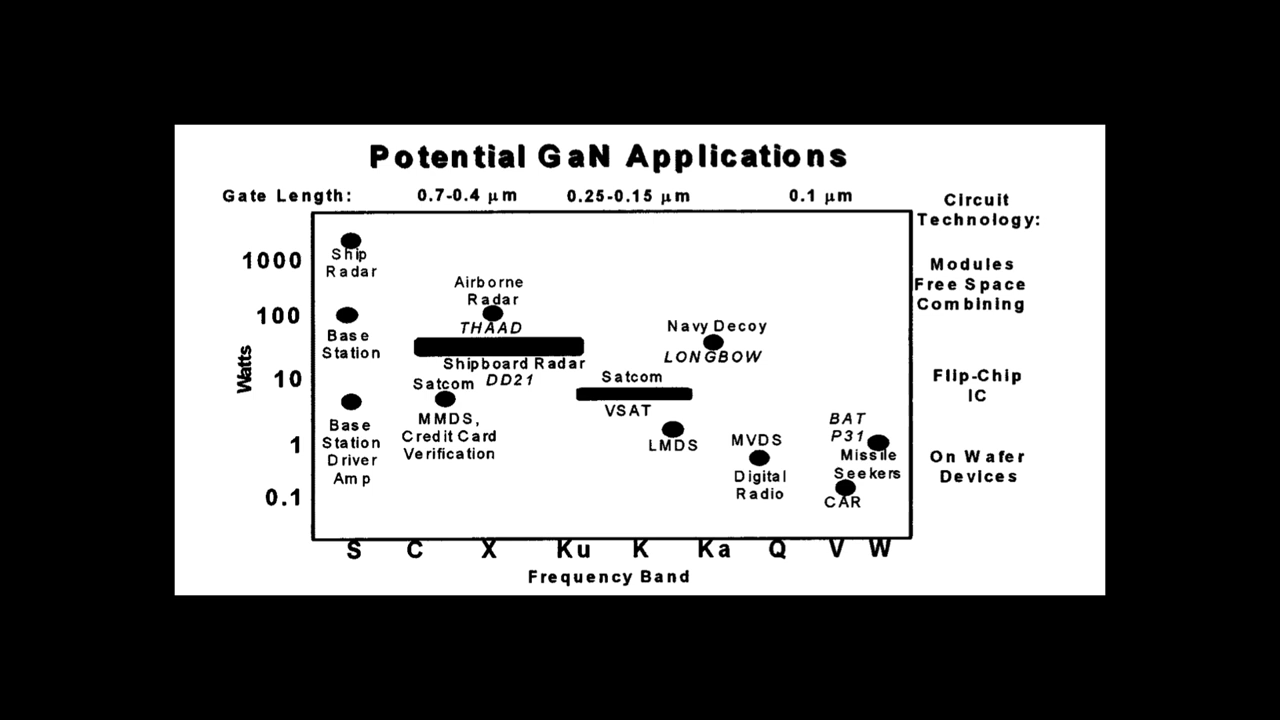 Potential GaN Applications
Gate Length: 0.7-0.4 μm 0.25-0.15 μm 0.1 μm
Circuit
Technology:
Modules
Free Space
Combining
Flip-Chip
IC
On Wafer
Devices
Watts
1000
100
10
1
0.1
Ship
Radar
Base
Station
Base
Station
Driver
Amp
Airborne
Radar
THAAD
Shipboard Radar
DD21
Satcom
MMDS,
Credit Card
Verification
Satcom
VSAT
LMDS
Navy Decoy
LONGBOW
MVDS
Digital
Radio
BAT
P31
Missile
Seekers
CAR
S C X Ku K Ka Q V W
Frequency Band